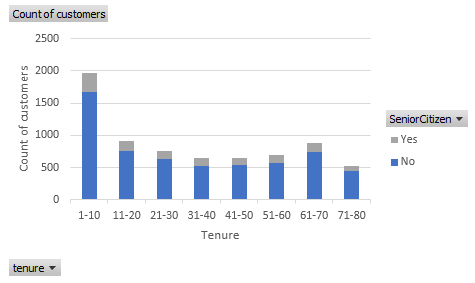 Count of customers
2500
2000
1500
1000
500
0
Count of customers
1-10 11-20 21-30 31-40 41-50 51-60 61-70 71-80
Tenure
SeniorCitizen
Yes
No
tenure